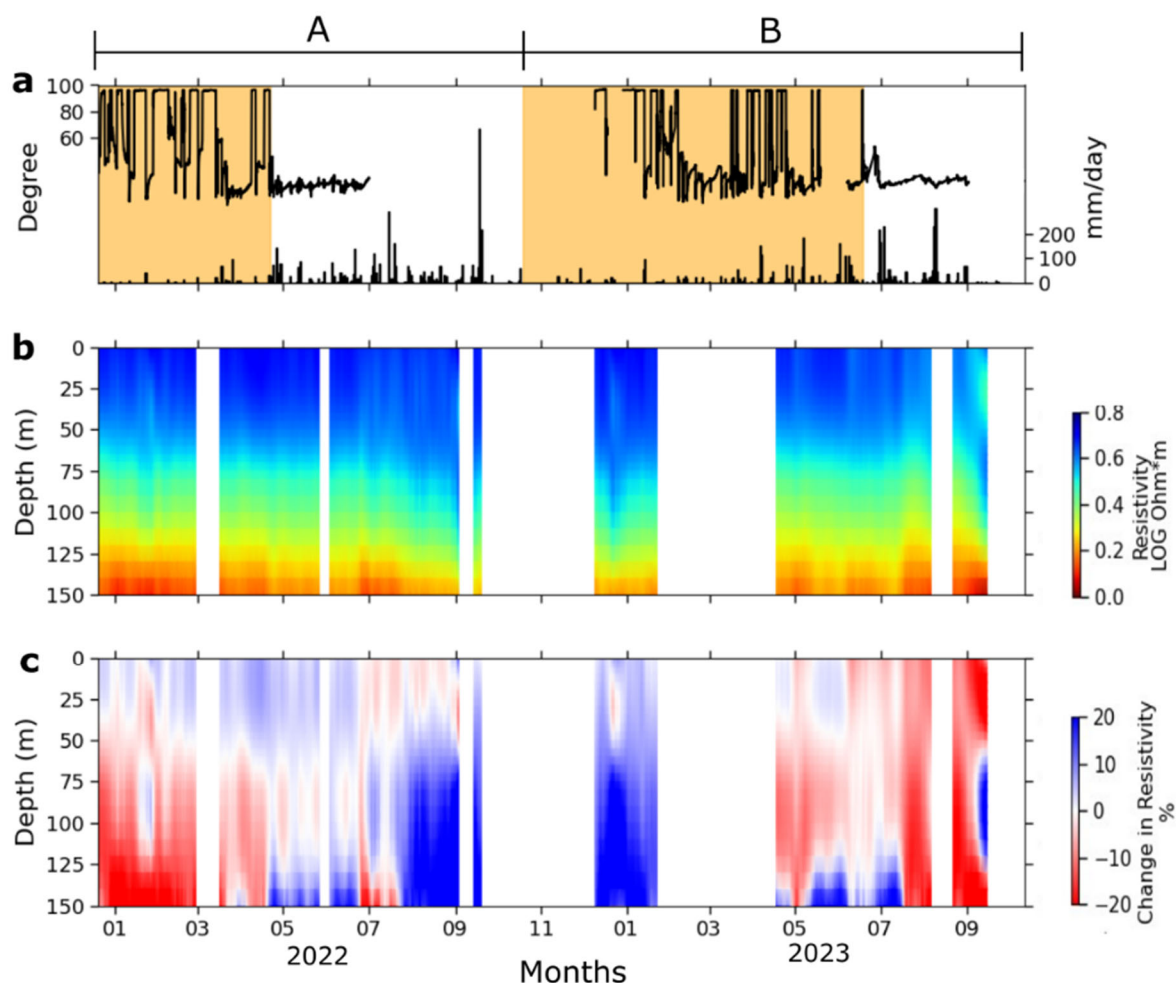 A B
a
100
80
60
Degree
mm/day
200
100
0
b
0
25
50
75
100
125
150
Depth (m)
0.8
0.6
0.4
0.2
0.0
Resistivity
LOG Ohm*m
c
0
25
50
75
100
125
150
Depth (m)
20
10
0
−10
−20
Change in Resistivity
%
01 03 05 07 09 11 01 03 05 07 09
2022 2023
Months